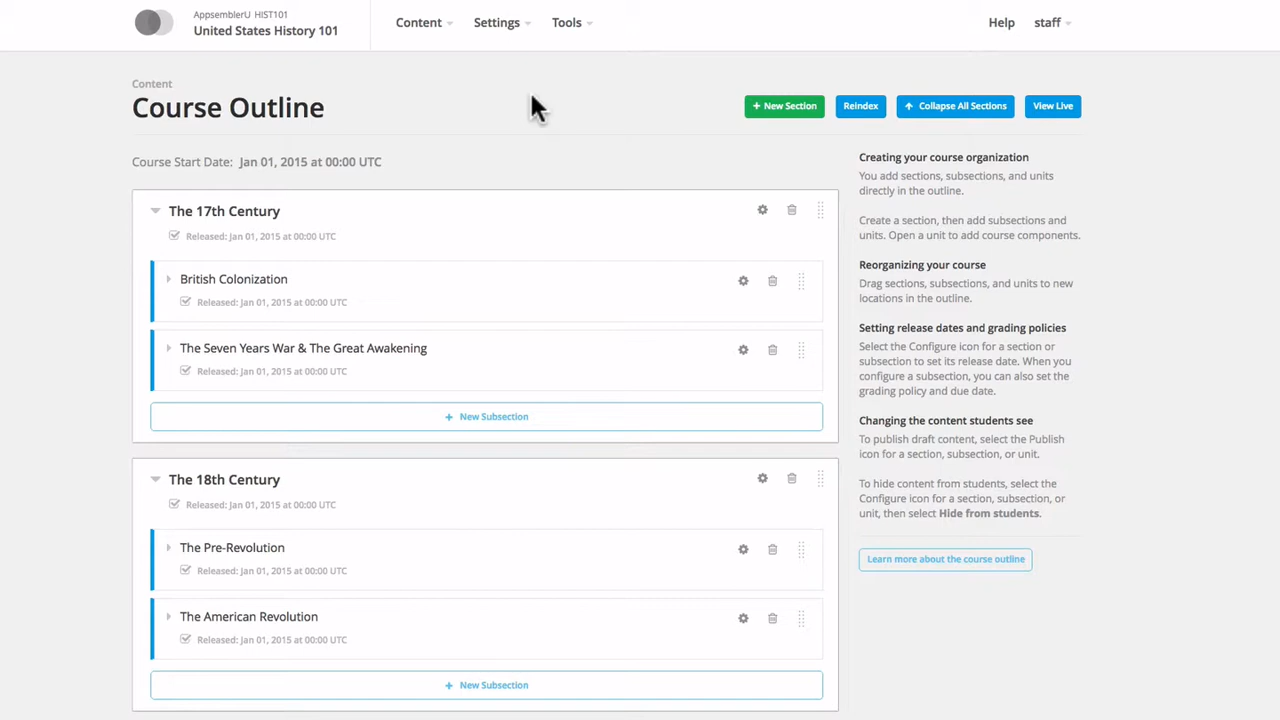 AppsemblerU HIST101
United States History 101
Content
Settings
Tools
Help
staff
Content
Course Outline
+ New Section
Reindex
Collapse All Sections
View Live
Course Start Date: Jan 01, 2015 at 00:00 UTC
The 17th Century
Released: Jan 01, 2015 at 00:00 UTC
British Colonization
Released: Jan 01, 2015 at 00:00 UTC
The Seven Years War & The Great Awakening
Released: Jan 01, 2015 at 00:00 UTC
+ New Subsection
The 18th Century
Released: Jan 01, 2015 at 00:00 UTC
The Pre-Revolution
Released: Jan 01, 2015 at 00:00 UTC
The American Revolution
Released: Jan 01, 2015 at 00:00 UTC
+ New Subsection
Creating your course organization
You add sections, subsections, and units
directly in the outline.
Create a section, then add subsections and
units. Open a unit to add course components.
Reorganizing your course
Drag sections, subsections, and units to new
locations in the outline.
Setting release dates and grading policies
Select the Configure icon for a section or
subsection to set its release date. When you
configure a subsection, you can also set the
grading policy and due date.
Changing the content students see
To publish draft content, select the Publish
icon for a section, subsection, or unit.
To hide content from students, select the
Configure icon for a section, subsection, or
unit, then select Hide from students.
Learn more about the course outline